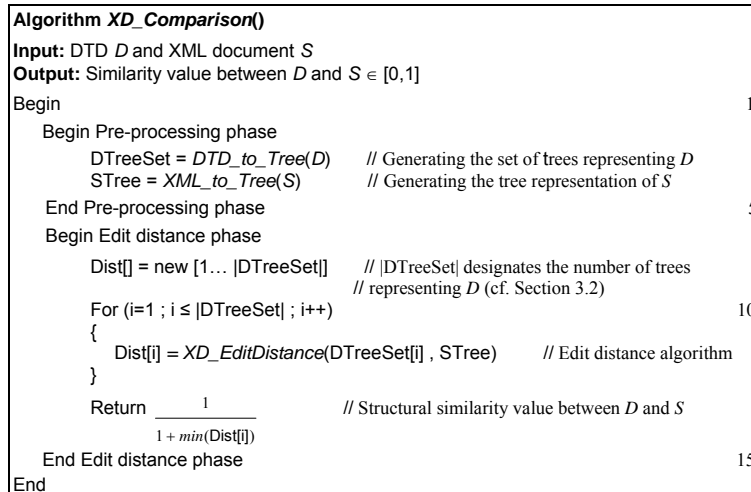 Algorithm XD_Comparison()
Input: DTD D and XML document S
Output: Similarity value between D and S ∈ [0,1]
Begin 1
Begin Pre-processing phase
DTreeSet = DTD_to_Tree(D) // Generating the set of trees representing D
STree = XML_to_Tree(S) // Generating the tree representation of S
End Pre-processing phase 5
Begin Edit distance phase
Dist[] = new [1… |DTreeSet|] // |DTreeSet| designates the number of trees
// representing D (cf. Section 3.2)
For (i=1 ; i ≤ |DTreeSet| ; i++) 10
{
Dist[i] = XD_EditDistance(DTreeSet[i] , STree) // Edit distance algorithm
}
Return 1 // Structural similarity value between D and S
1 + min(Dist[i])
End Edit distance phase 15
End